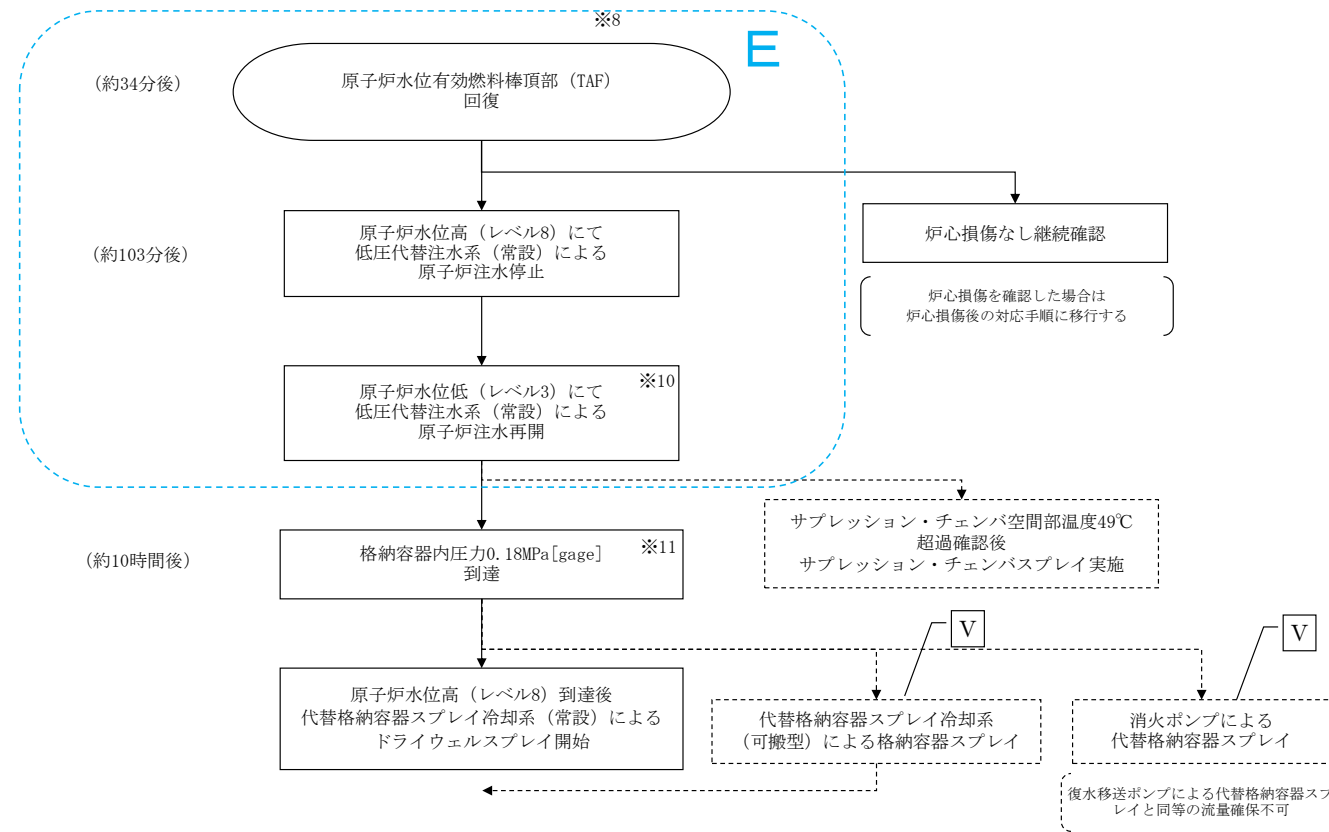 ※8
E
(約34分後)
原子炉水位有効燃料棒頂部（TAF）
回復
(約103分後)
原子炉水位高（レベル8）にて
低圧代替注水系（常設）による
原子炉注水停止
炉心損傷なし継続確認
炉心損傷を確認した場合は
炉心損傷後の対応手順に移行する
※10
原子炉水位低（レベル3）にて
低圧代替注水系（常設）による
原子炉注水再開
サプレッション・チェンバ空間部温度49℃
超過確認後
サプレッション・チェンバスプレイ実施
(約10時間後)
※11
格納容器内圧力0.18MPa[gage]
到達
V
V
原子炉水位高（レベル8）到達後
代替格納容器スプレイ冷却系（常設）による
ドライウェルスプレイ開始
代替格納容器スプレイ冷却系
（可搬型）による格納容器スプレイ
消火ポンプによる
代替格納容器スプレイ
復水移送ポンプによる代替格納容器スプ
レイと同等の流量確保不可